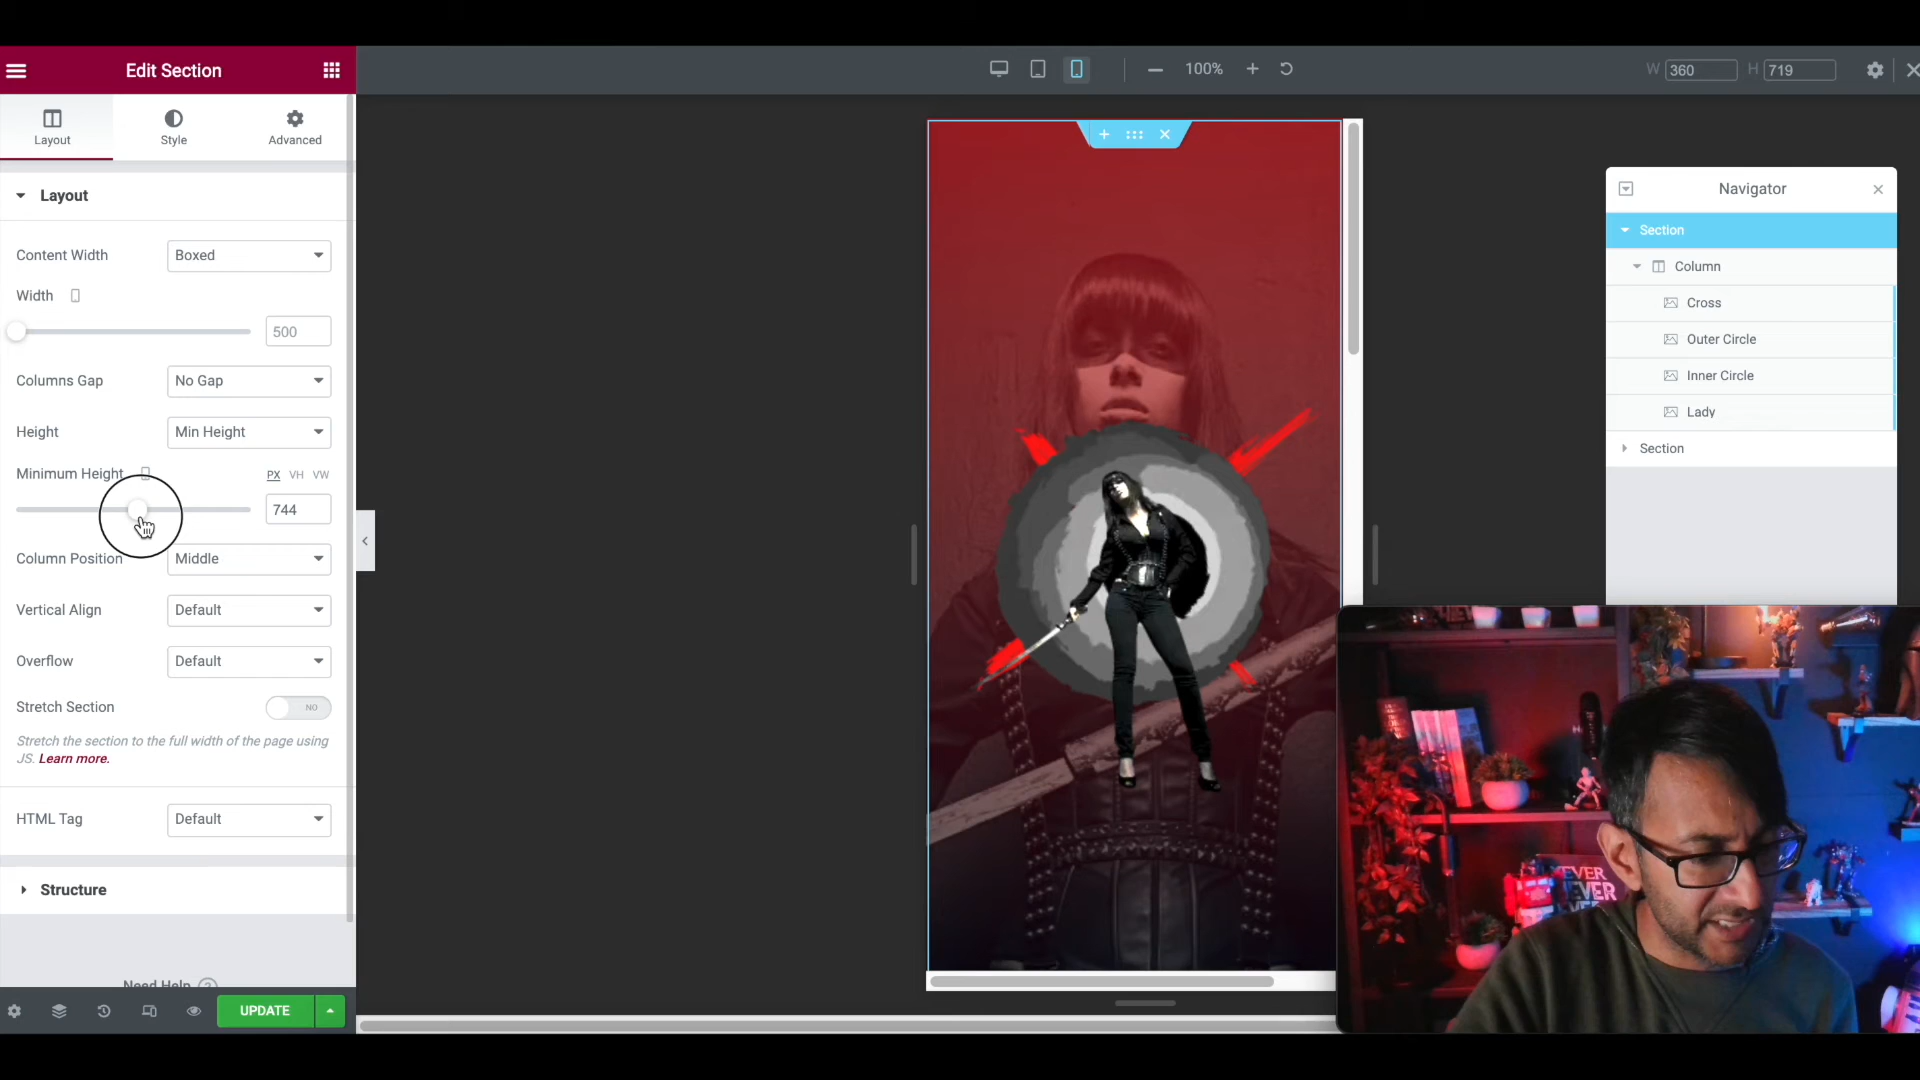 Edit Section
100%
W 360 H 719
Layout Style Advanced
Layout
Content Width Boxed
Width
500
Columns Gap No Gap
Height Min Height
Minimum Height PX VH VW
744
Column Position Middle
Vertical Align Default
Overflow Default
Stretch Section NO
Stretch the section to the full width of the page using
JS. Learn more.
HTML Tag Default
Structure
Need Help ?
UPDATE
Navigator
Section
Column
Cross
Outer Circle
Inner Circle
Lady
Section